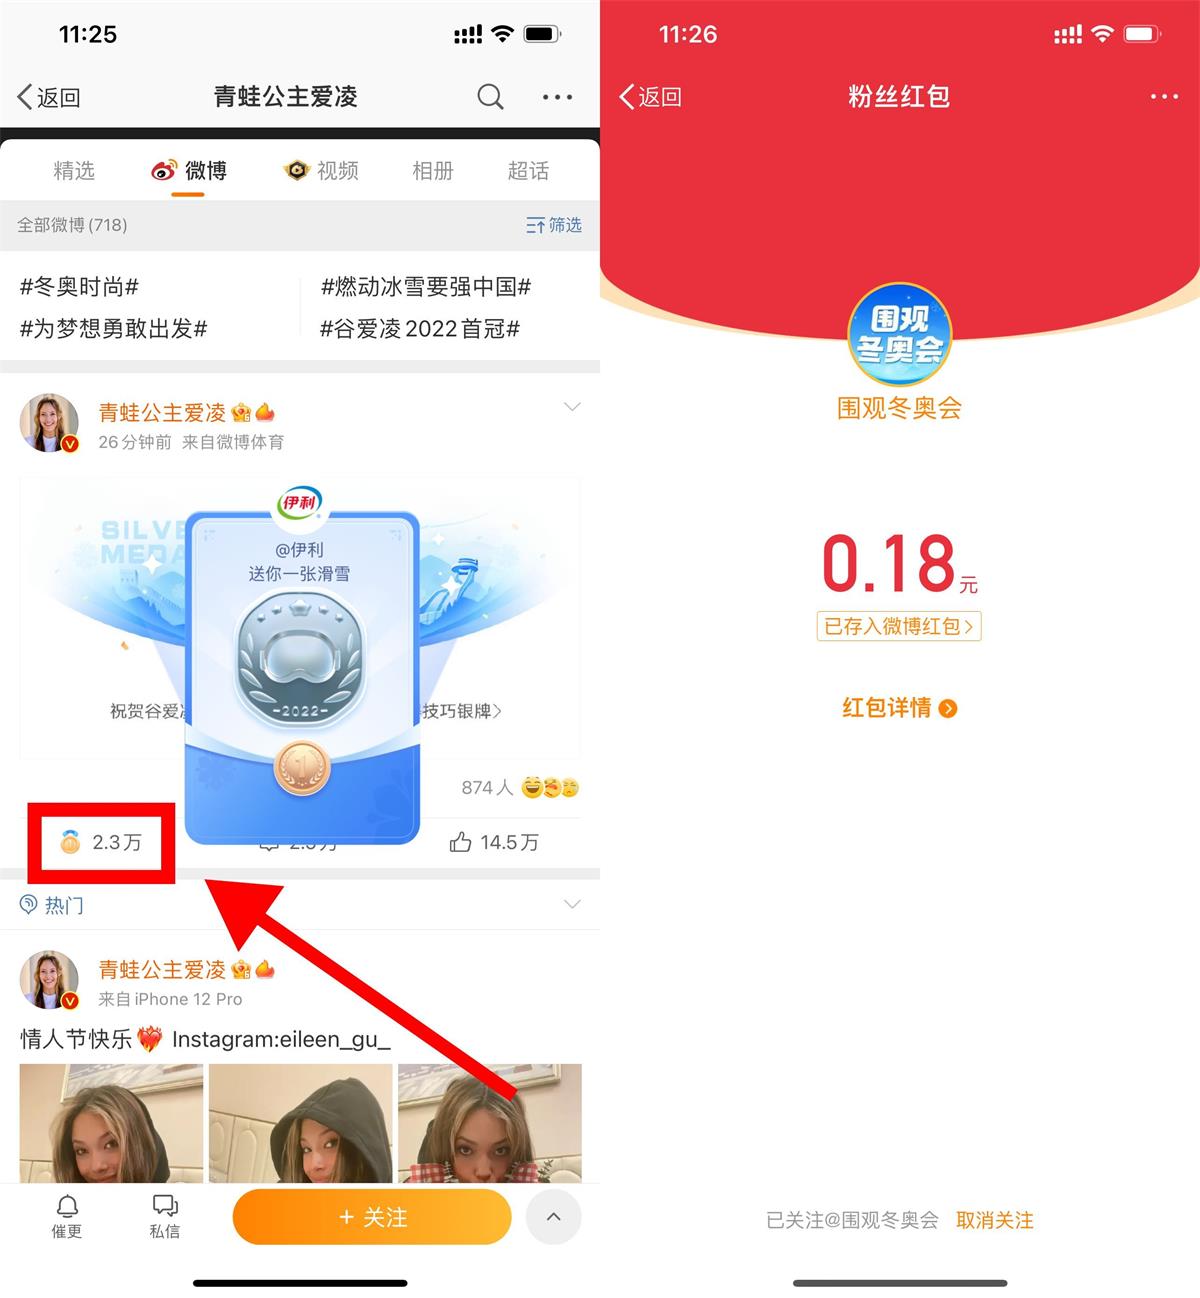 11:25
返回
青蛙公主爱凌
精选
微博
视频
相册
超话
全部微博(718)
筛选
#冬奥时尚#
#燃动冰雪要强中国#
#为梦想勇敢出发#
#谷爱凌2022首冠#
青蛙公主爱凌
26分钟前 来自微博体育
伊利
@伊利
送你一张滑雪
2022
1
祝贺谷爱
技巧银牌
874人
2.3万
14.5万
热门
青蛙公主爱凌
来自 iPhone 12 Pro
情人节快乐 Instagram:eileen_gu_
催更
私信
+ 关注
11:26
返回
粉丝红包
围观
冬奥会
围观冬奥会
0.18元
已存入微博红包
红包详情
已关注@围观冬奥会 取消关注